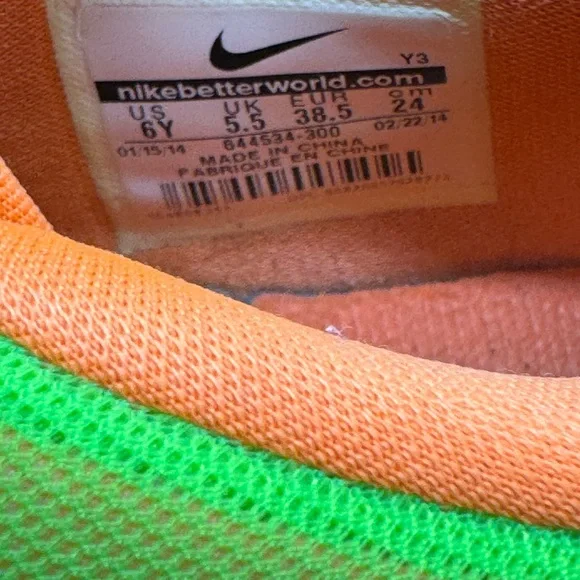 Y3
nikebetterworld.com
US UK EUR cm
6Y 5.5 38.5 24
01/15/14 644534-300 02/22/14
MADE IN CHINA
FABRIQUE EN CHINE